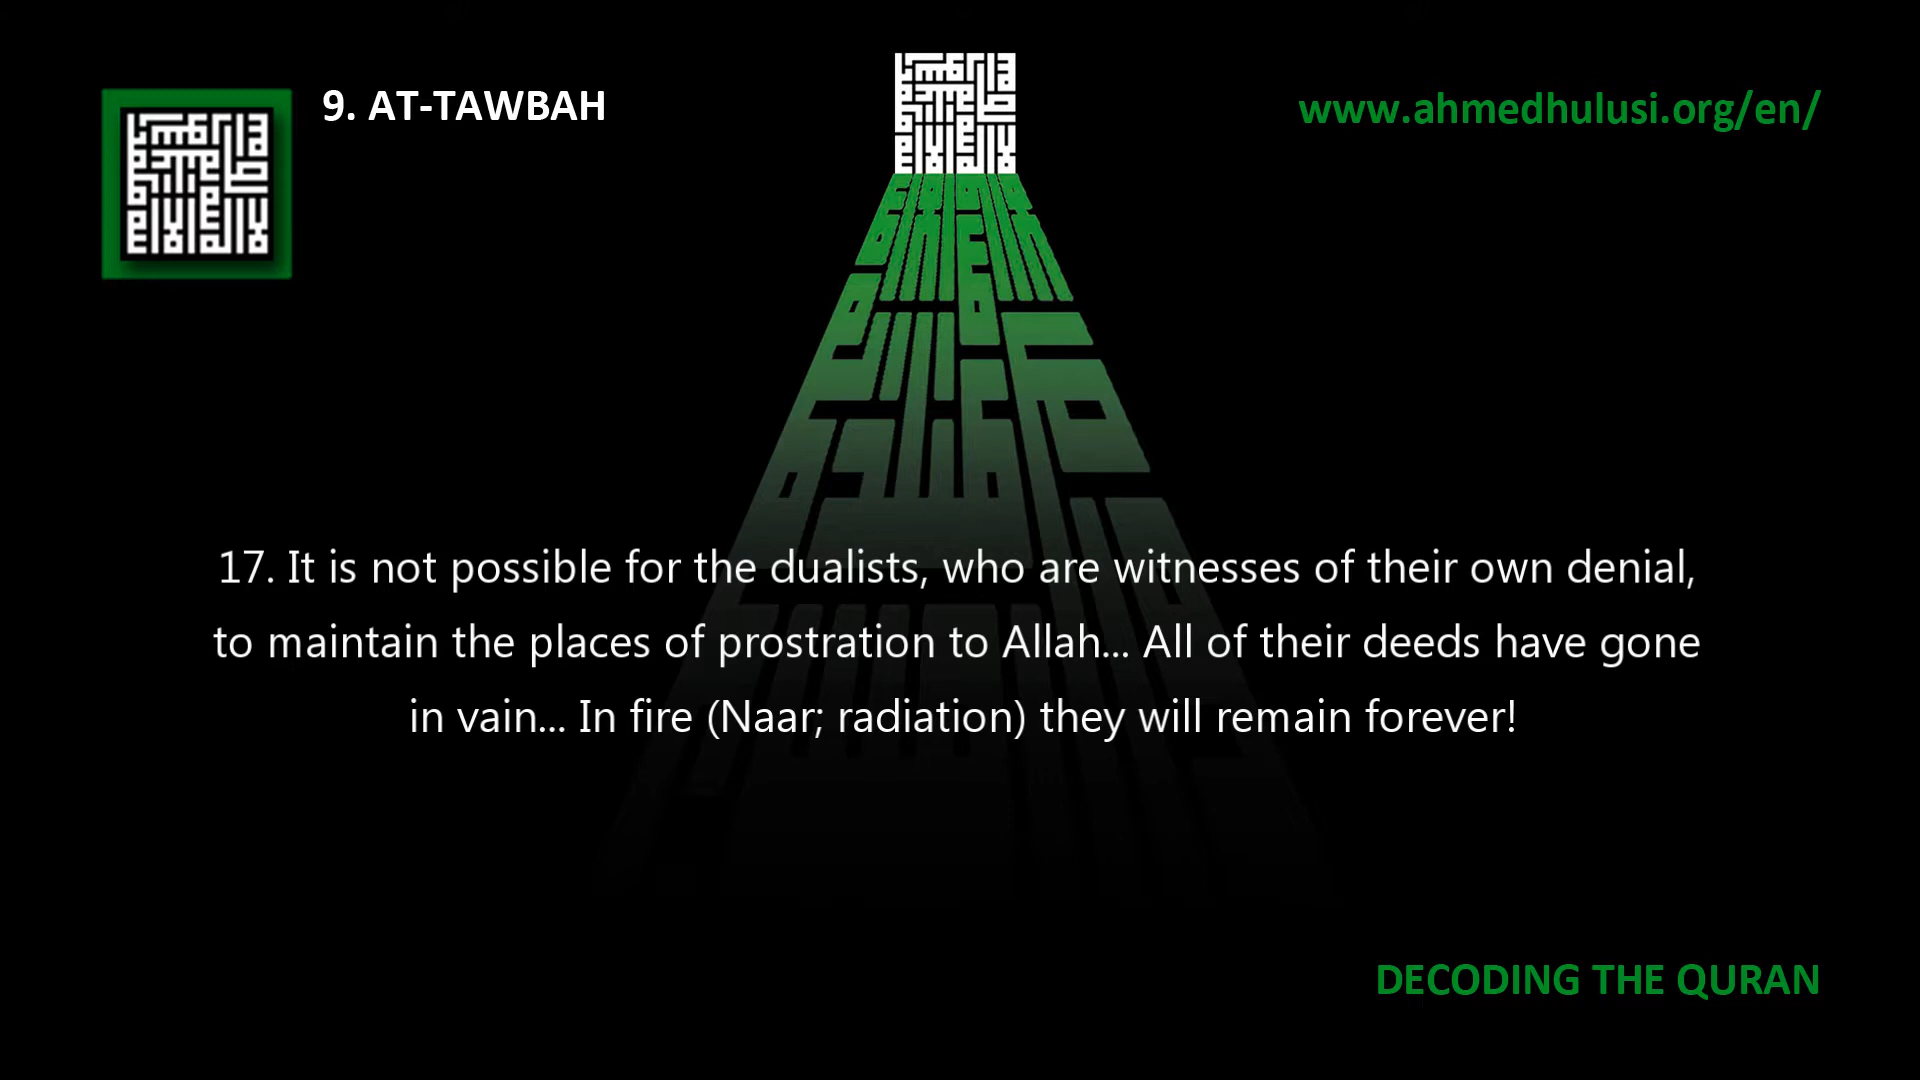 9. AT-TAWBAH
www.ahmedhulusi.org/en/
17. It is not possible for the dualists, who are witnesses of their own denial,
to maintain the places of prostration to Allah... All of their deeds have gone
in vain... In fire (Naar; radiation) they will remain forever!
DECODING THE QURAN